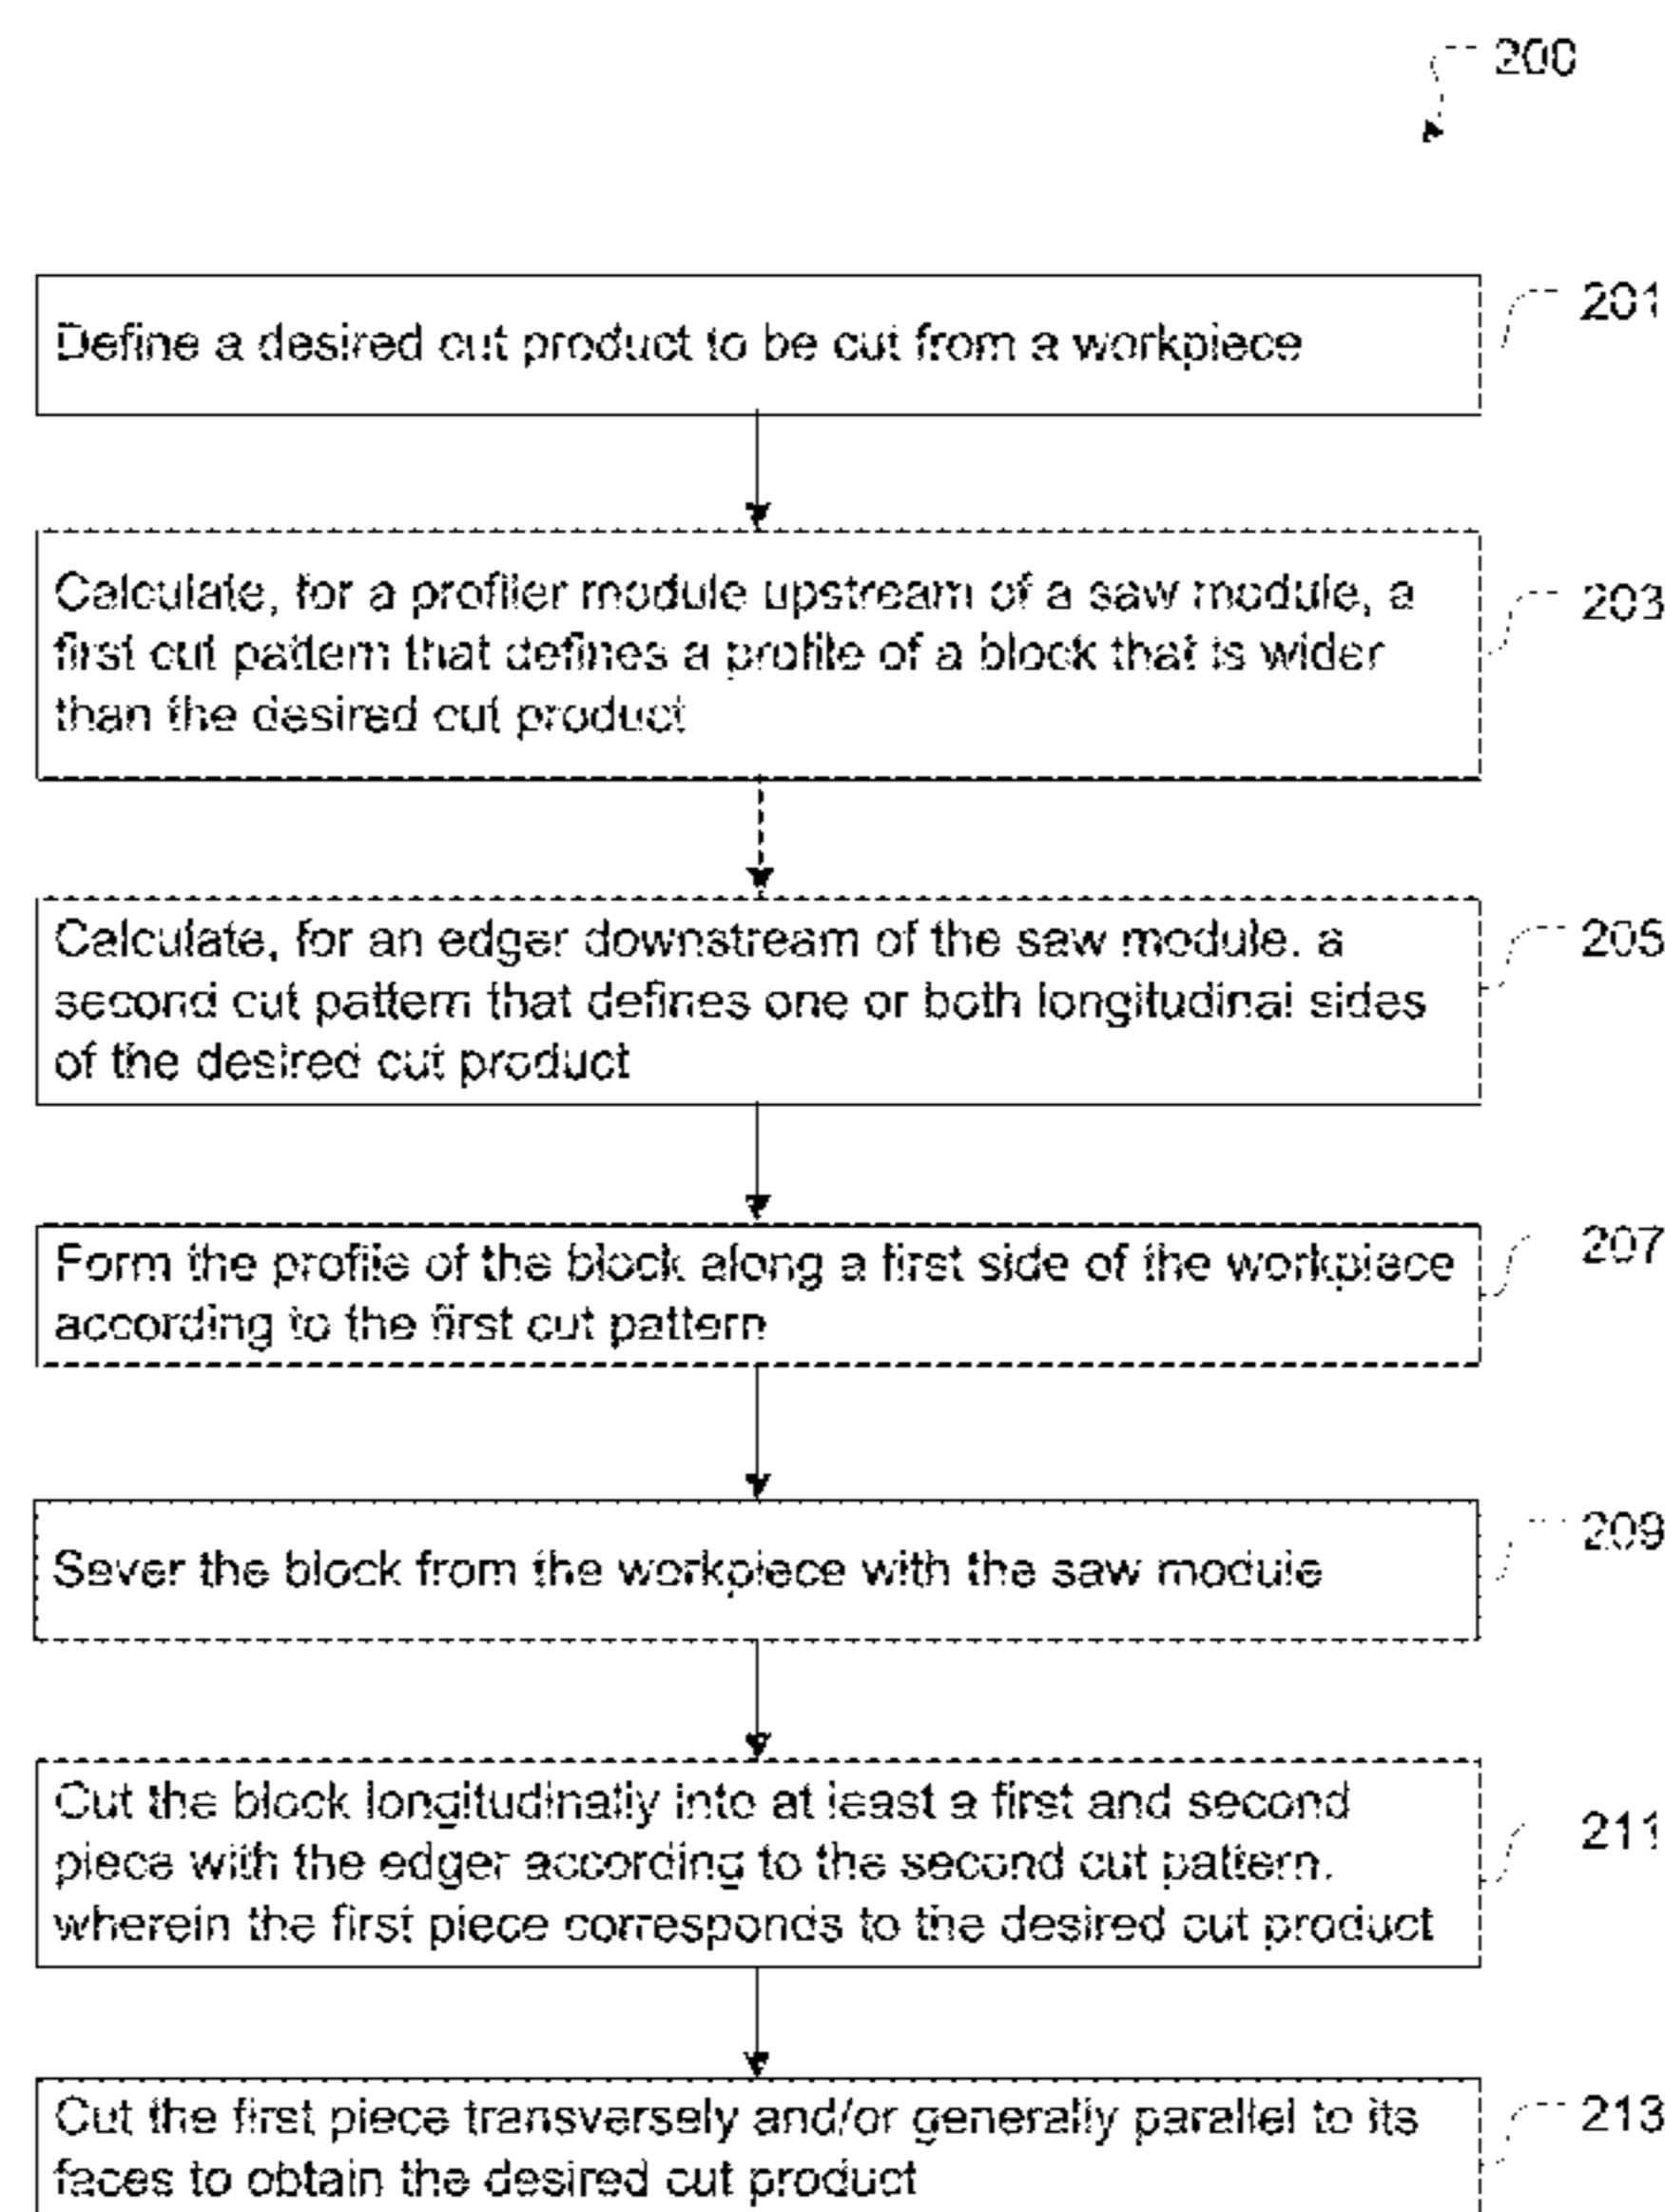 200
Define a desired cut product to be cut from a workpiece
201
Calculate, for a profiler module upstream of a saw module, a
first cut pattern that defines a profile of a block that is wider
than the desired cut product
203
Calculate, for an edger downstream of the saw module, a
second cut pattern that defines one or both longitudinal sides
of the desired cut product
205
Form the profile of the block along a first side of the workpiece
according to the first cut pattern
207
Sever the block from the workpiece with the saw module
209
Cut the block longitudinally into at least a first and second
piece with the edger according to the second cut pattern,
wherein the first piece corresponds to the desired cut product
211
Cut the first piece transversely and/or generally parallel to its
faces to obtain the desired cut product
213